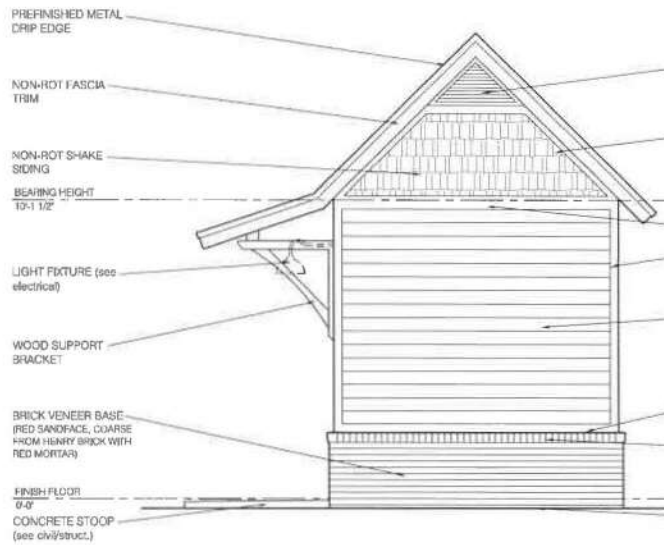 PREFINISHED METAL
DRIP EDGE
NON-ROT FASCIA
TRIM
NON-ROT SHAKE
SIDING
BEARING HEIGHT
10'-1 1/2"
LIGHT FIXTURE (see
electrical)
WOOD SUPPORT
BRACKET
BRICK VENEER BASE
(RED SANDFACE, COARSE
FROM HENRY BRICK WITH
RED MORTAR)
FINISH FLOOR
0'-0"
CONCRETE STOOP
(see civil/struct.)